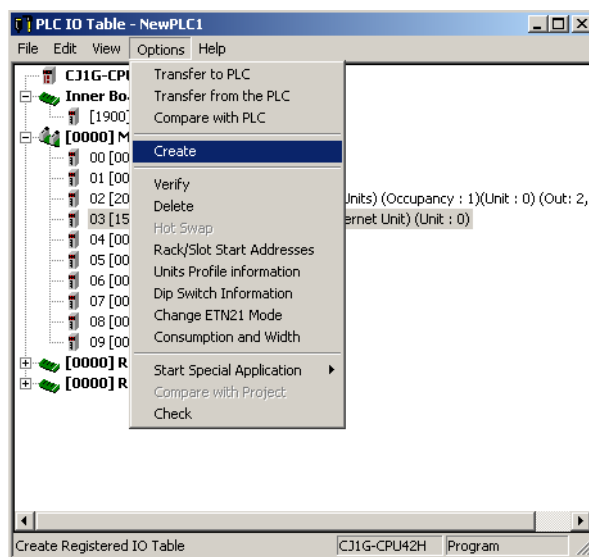 PLC IO Table - NewPLC1
File Edit View Options Help
CJ1G-CPU
Inner Bo
[1900]
[0000] M
00 [00
01 [00
02 [20
Units) (Occupancy : 1)(Unit : 0) (Out: 2,
03 [15
ernet Unit) (Unit : 0)
04 [00
05 [00
06 [00
07 [00
08 [00
09 [00
[0000] R
[0000] R
Transfer to PLC
Transfer from the PLC
Compare with PLC
Create
Verify
Delete
Hot Swap
Rack/Slot Start Addresses
Units Profile information
Dip Switch Information
Change ETN21 Mode
Consumption and Width
Start Special Application
Compare with Project
Check
Create Registered IO Table
CJ1G-CPU42H
Program